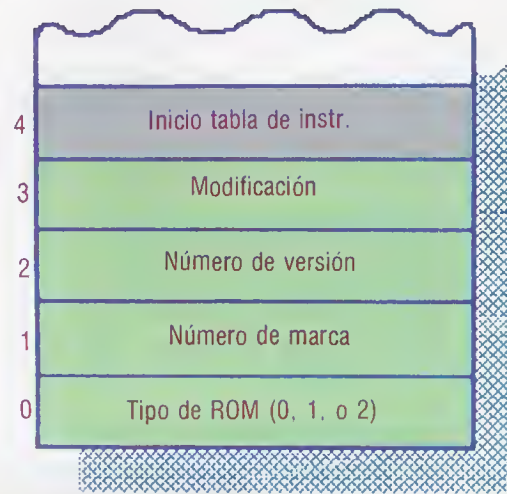 4 Inicio tabla de instr.
3 Modificación
2 Número de versión
1 Número de marca
0 Tipo de ROM (0, 1, o 2)